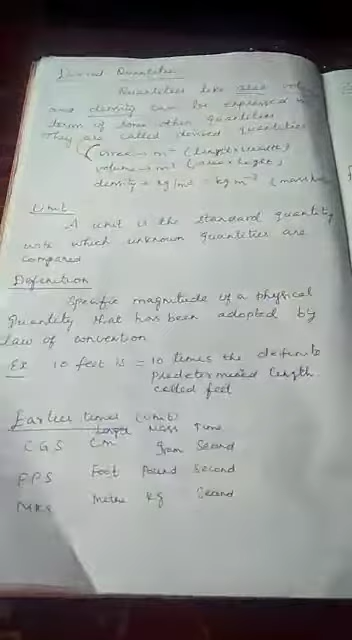 Derived Quantities
Quantities like area vol
and density can be expressed in
term of some other quantities
They are called derived quantities
(area = m² (length × breadth)
volume = m³ (area × height)
density = kg/m³ = kg m⁻³ (mass
Unit
A unit is the standard quantity
with which unknown quantities are
compared
Definition
Specific magnitude of a physical
quantity that has been adopted by
law of convention
Ex 10 feet is = 10 times the definite
predetermined length
called feet
Earlier times (unit)
Length Mass Time
CGS Cm gram Second
FPS Foot Pound Second
MKS Metre Kg Second